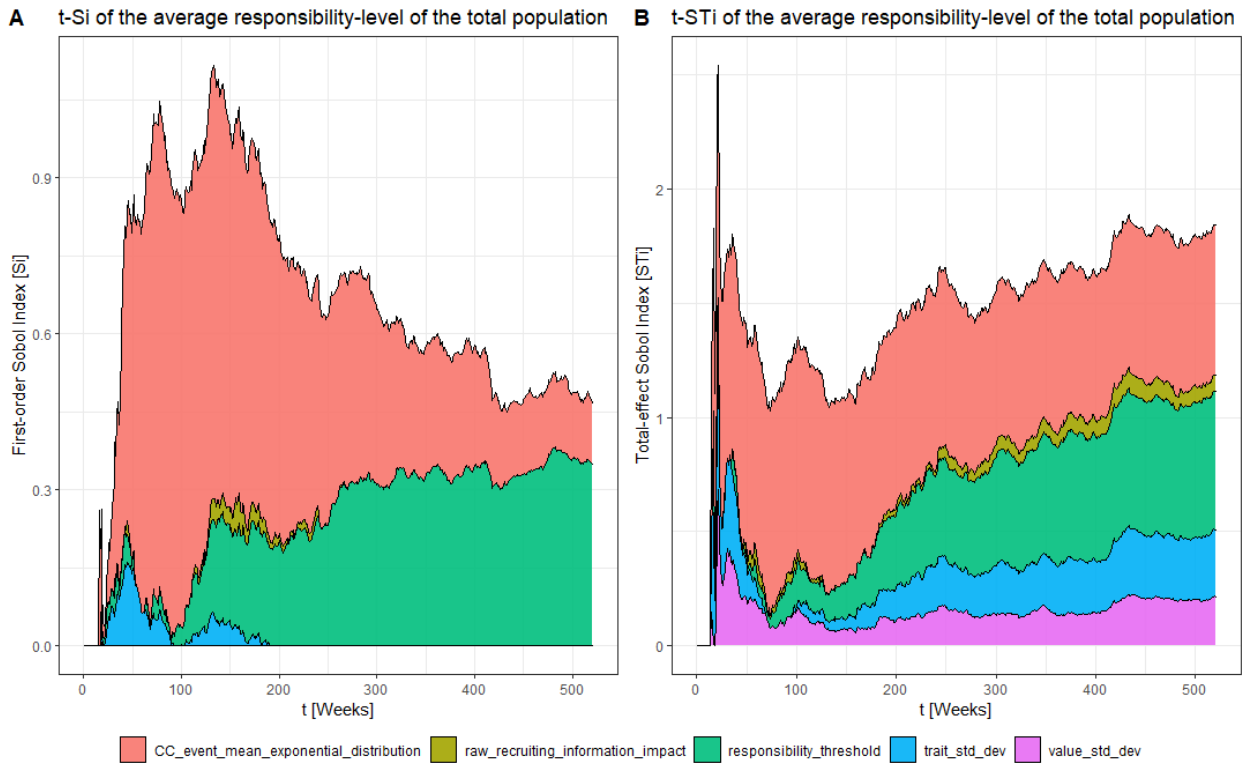 A t-Si of the average responsibility-level of the total population
First-order Sobol Index [Si]
0.9
0.6
0.3
0.0
0 100 200 300 400 500
t [Weeks]
B t-STi of the average responsibility-level of the total population
Total-effect Sobol Index [STi]
2
1
0
0 100 200 300 400 500
t [Weeks]
CC_event_mean_exponential_distribution raw_recruiting_information_impact responsibility_threshold trait_std_dev value_std_dev